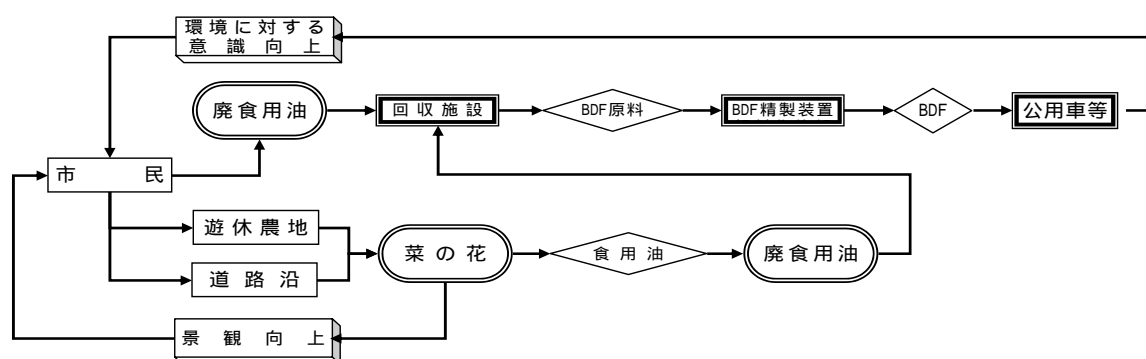 環境に対する
意識向上
廃食用油
回収施設
BDF原料
BDF精製装置
BDF
公用車等
市民
遊休農地
道路沿
菜の花
食用油
廃食用油
景観向上